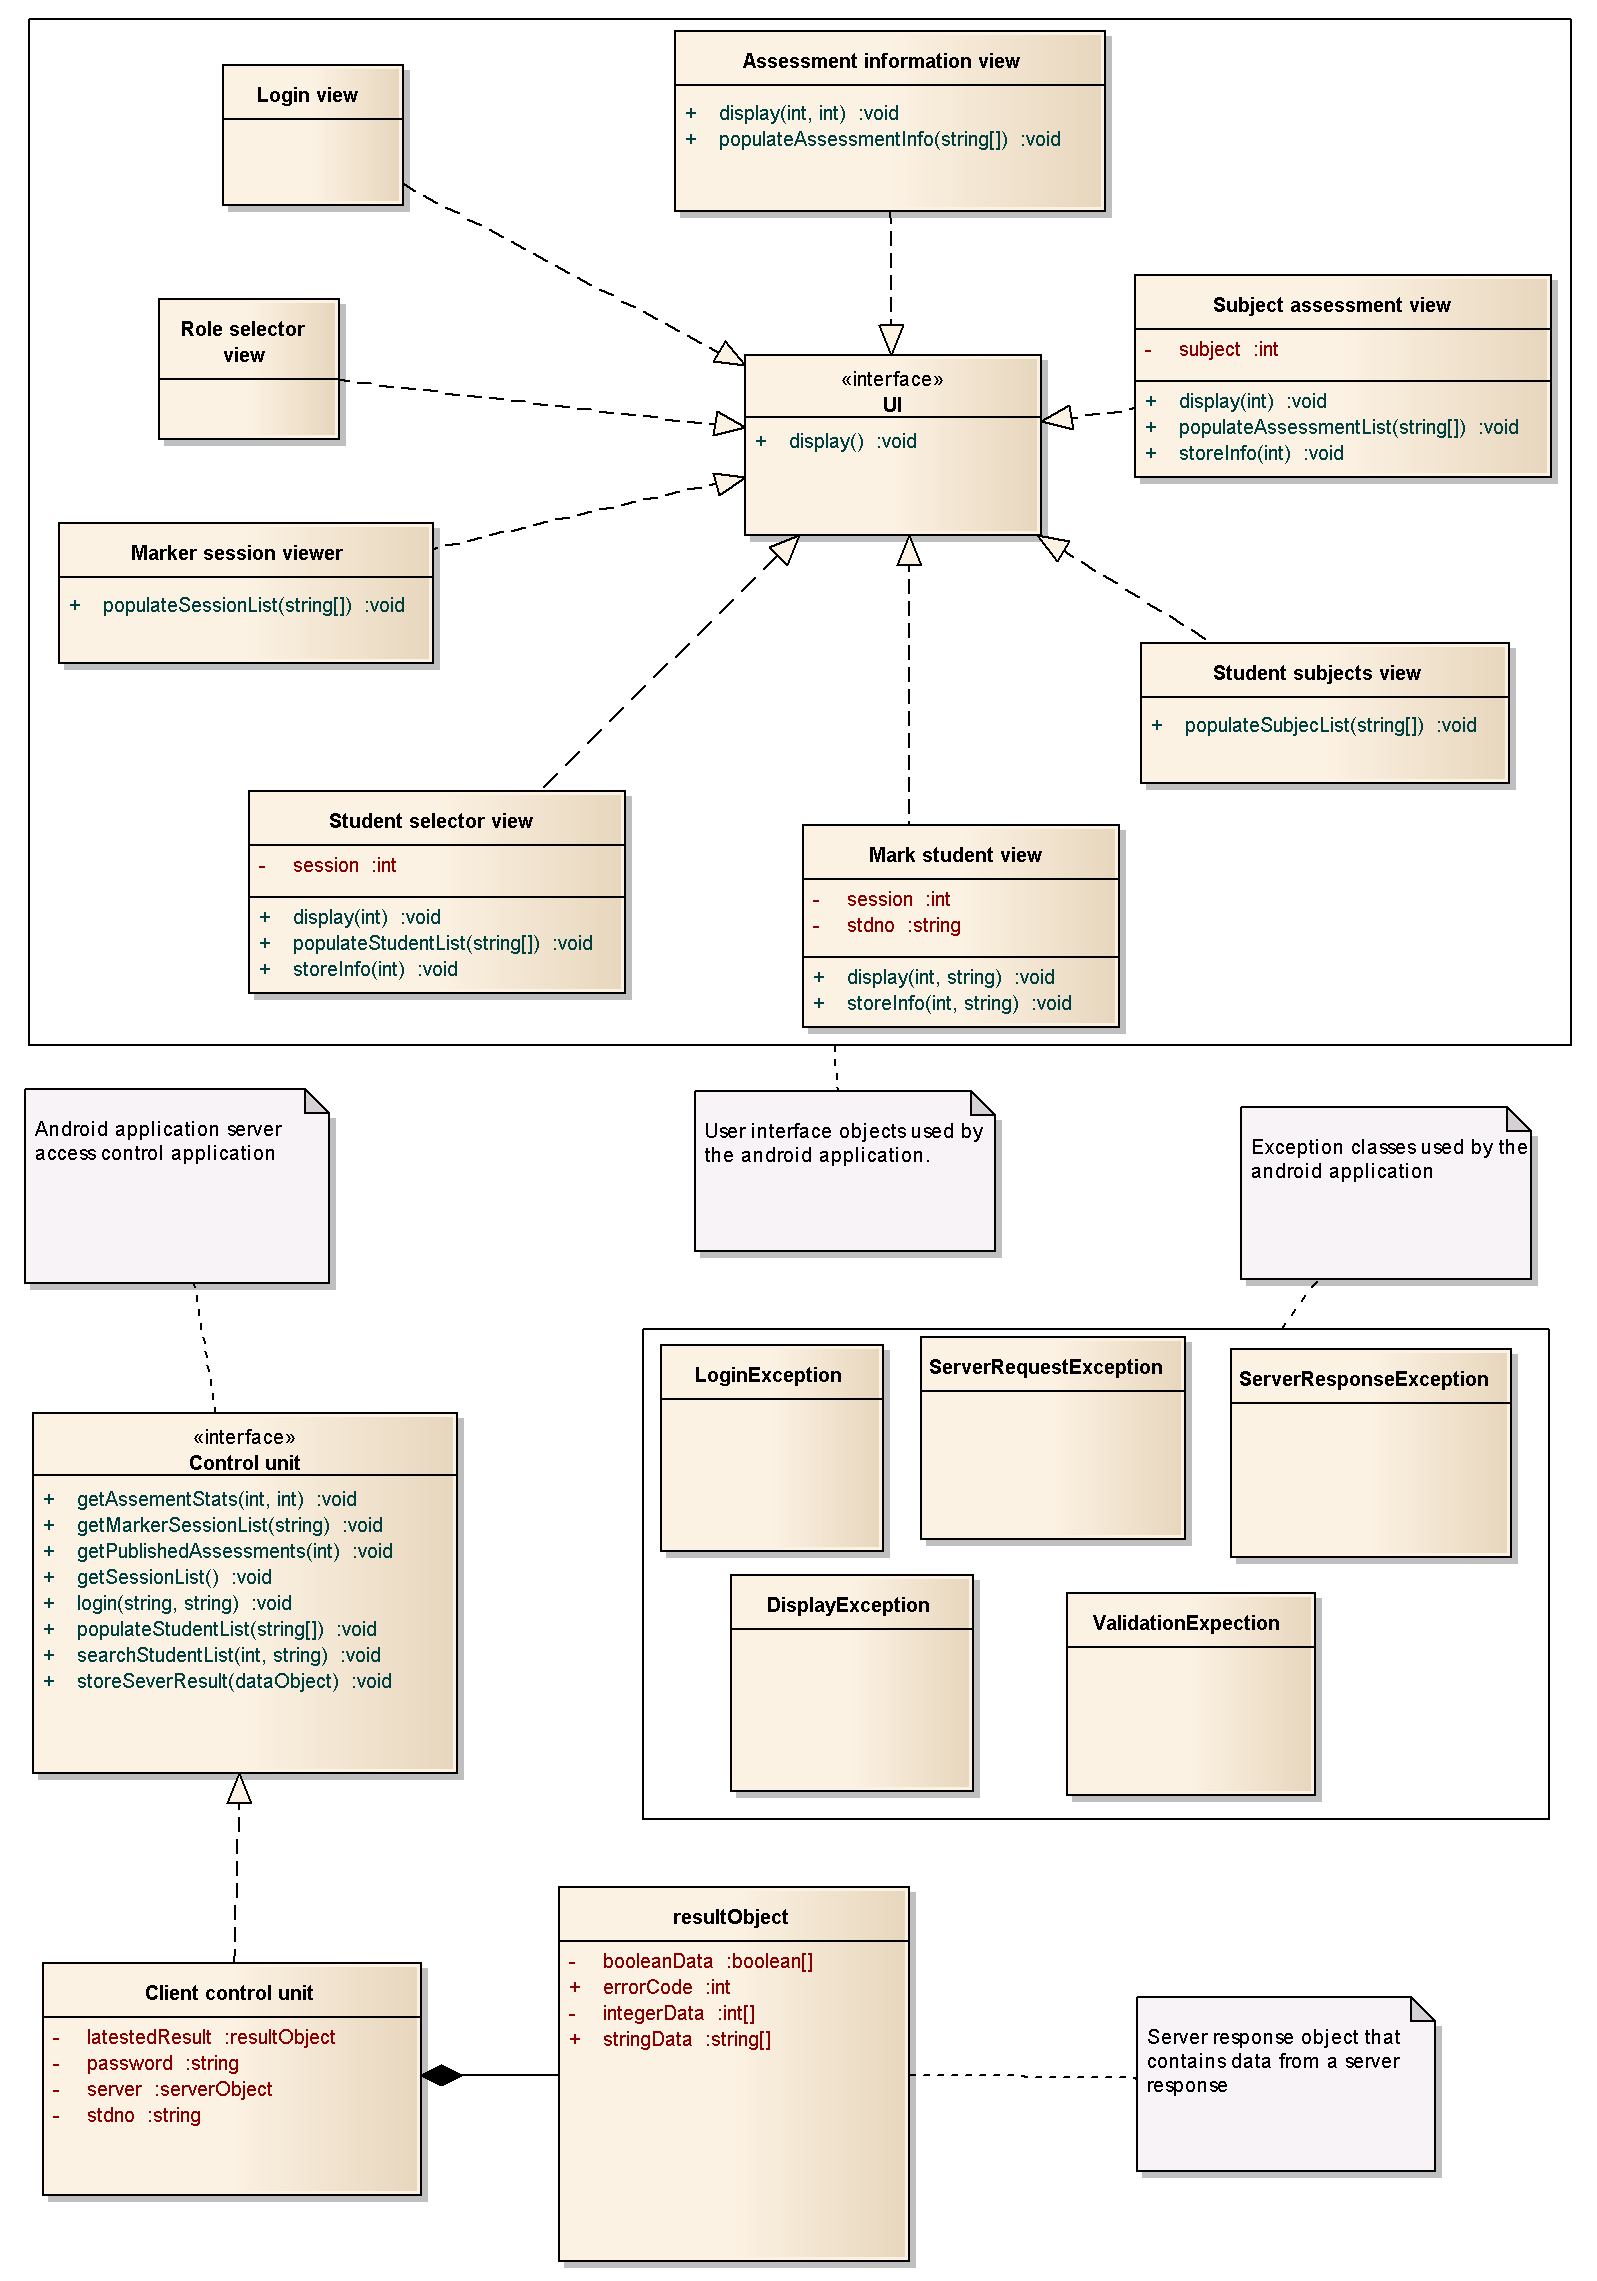 Login view
Assessment information view
+ display(int, int) :void
+ populateAssessmentInfo(string[]) :void
Role selector
view
Subject assessment view
- subject :int
+ display(int) :void
+ populateAssessmentList(string[]) :void
+ storeInfo(int) :void
«interface»
UI
+ display() :void
Marker session viewer
+ populateSessionList(string[]) :void
Student subjects view
+ populateSubjecList(string[]) :void
Student selector view
- session :int
+ display(int) :void
+ populateStudentList(string[]) :void
+ storeInfo(int) :void
Mark student view
- session :int
- stdno :string
+ display(int, string) :void
+ storeInfo(int, string) :void
Android application server
access control application
User interface objects used by
the android application.
Exception classes used by the
android application
LoginException
ServerRequestException
ServerResponseException
DisplayException
ValidationExpection
«interface»
Control unit
+ getAssementStats(int, int) :void
+ getMarkerSessionList(string) :void
+ getPublishedAssessments(int) :void
+ getSessionList() :void
+ login(string, string) :void
+ populateStudentList(string[]) :void
+ searchStudentList(int, string) :void
+ storeSeverResult(dataObject) :void
Client control unit
- latestedResult :resultObject
- password :string
- server :serverObject
- stdno :string
resultObject
- booleanData :boolean[]
+ errorCode :int
- integerData :int[]
+ stringData :string[]
Server response object that
contains data from a server
response